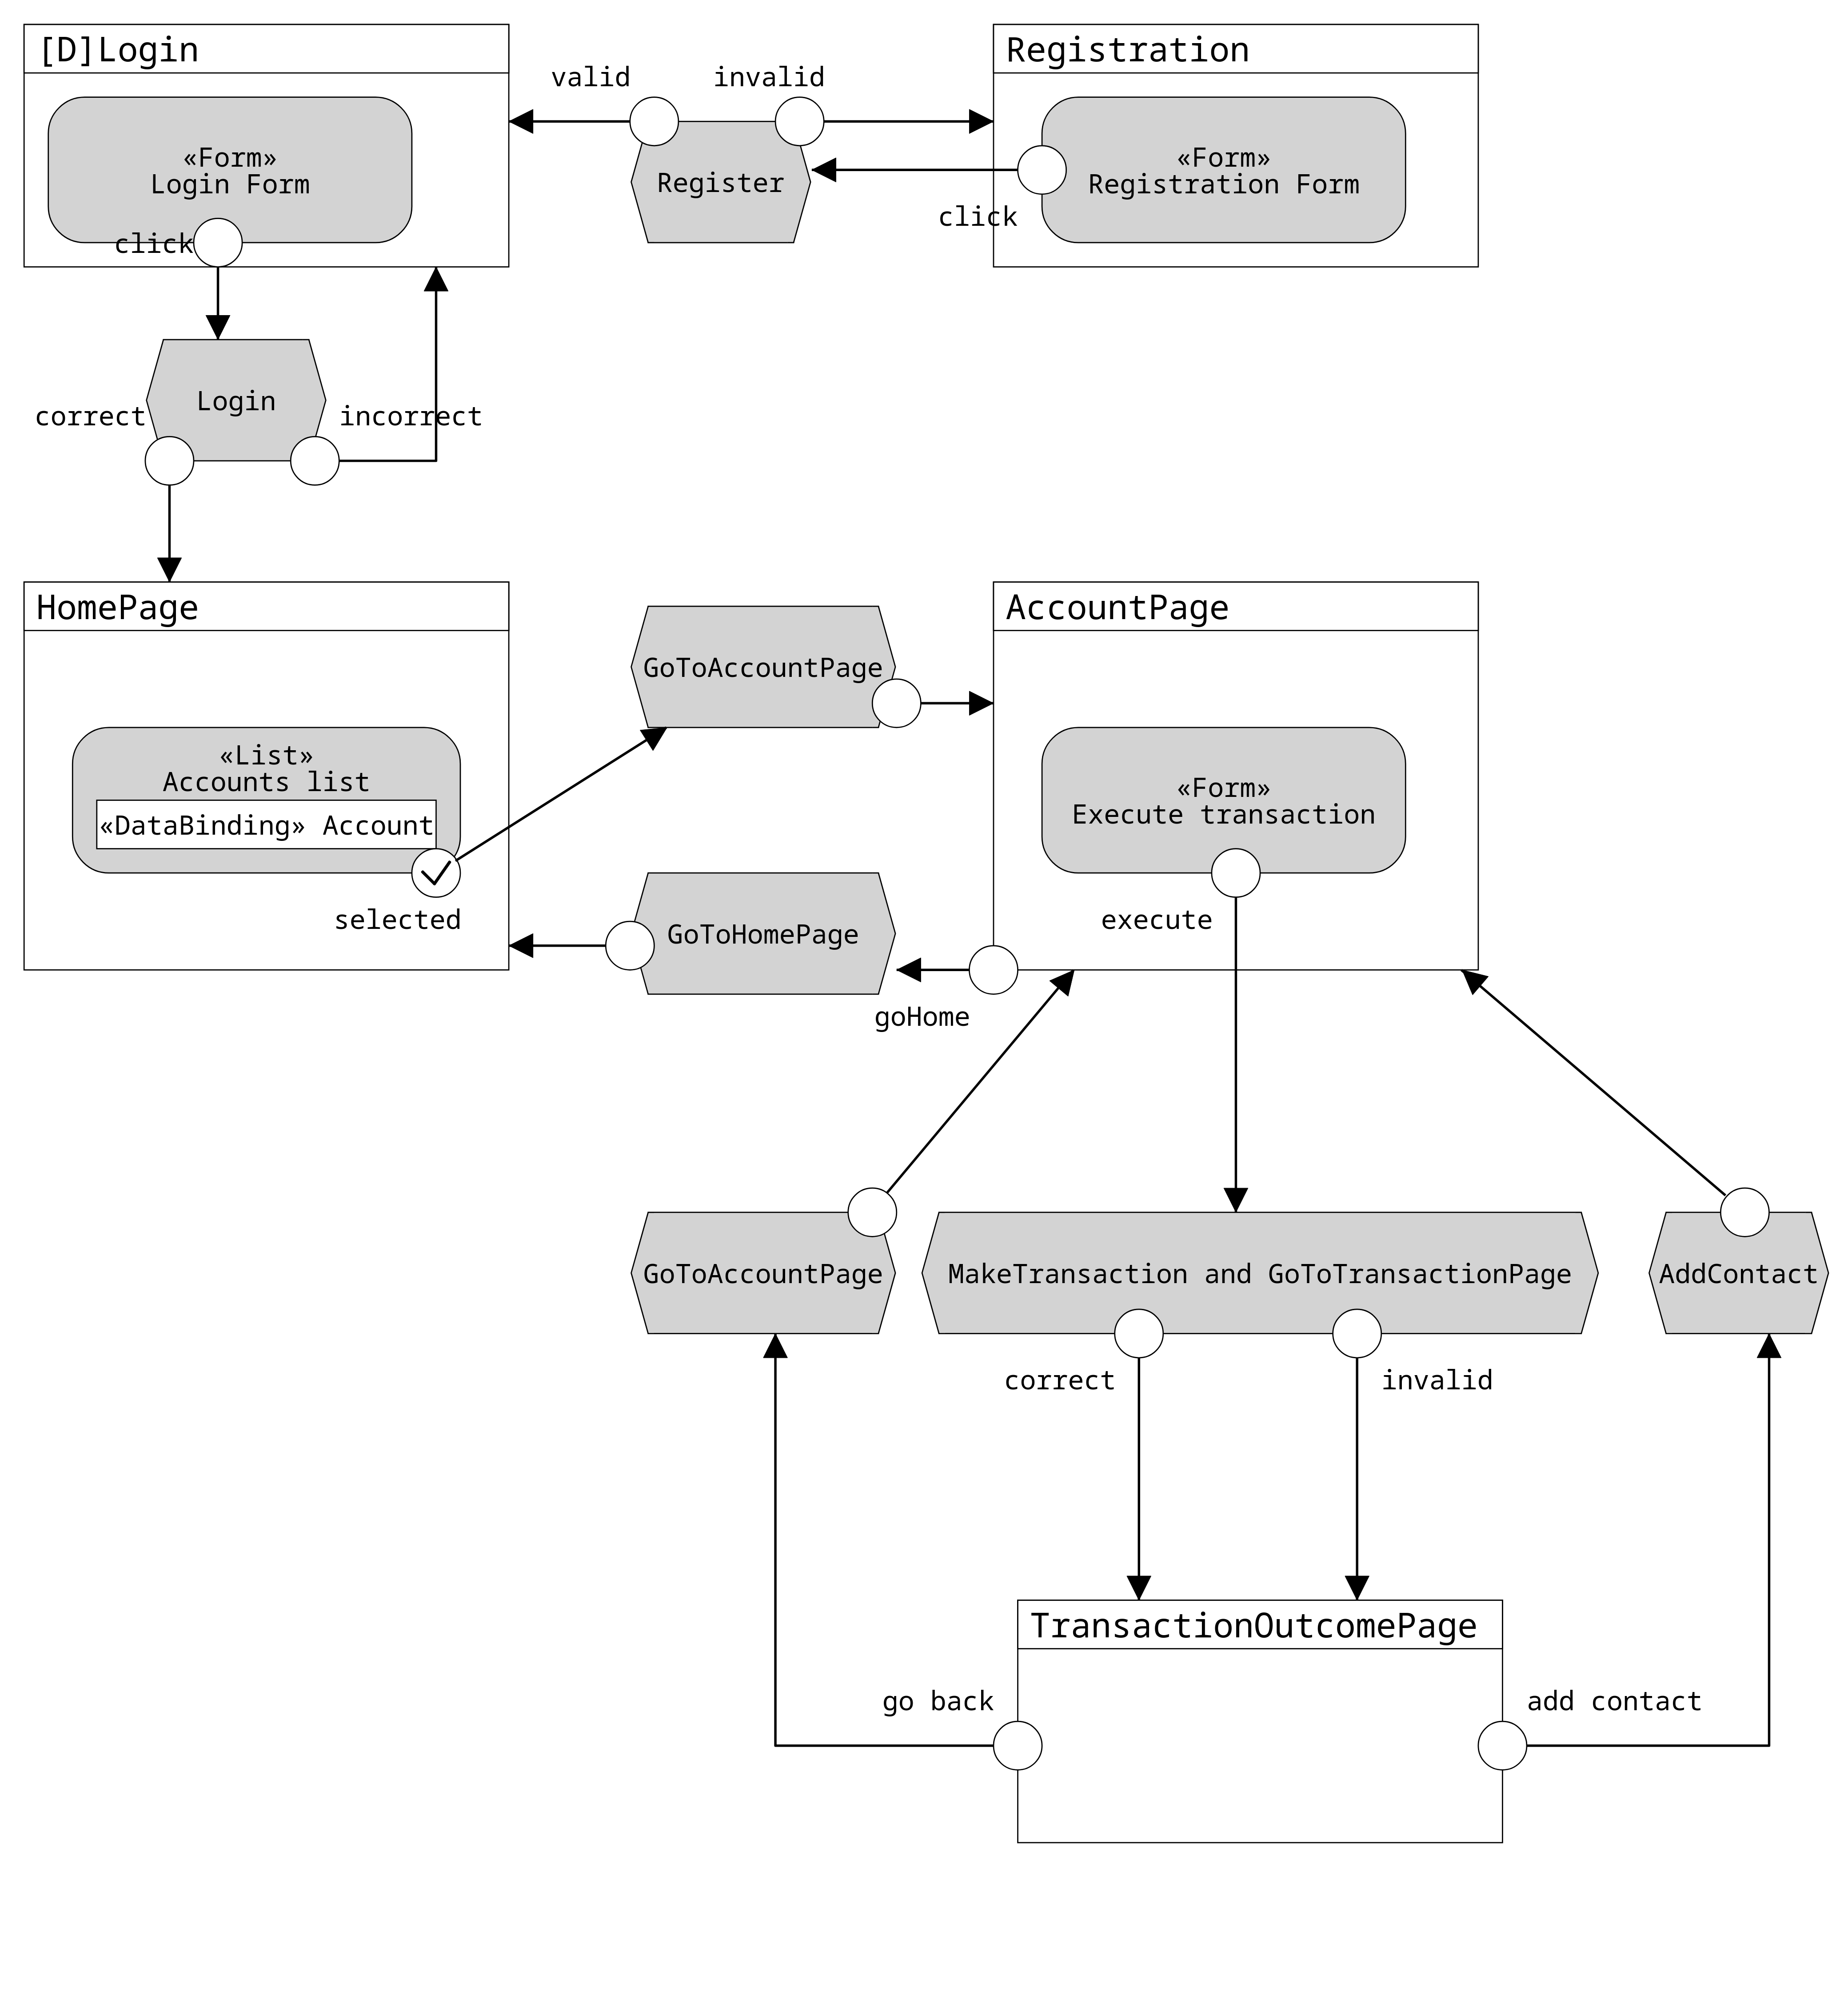 [D]Login
Registration
valid
invalid
«Form»
Login Form
Register
«Form»
Registration Form
click
click
Login
correct
incorrect
HomePage
AccountPage
GoToAccountPage
«List»
Accounts list
«DataBinding» Account
«Form»
Execute transaction
selected
GoToHomePage
execute
goHome
GoToAccountPage
MakeTransaction and GoToTransactionPage
AddContact
correct
invalid
TransactionOutcomePage
go back
add contact